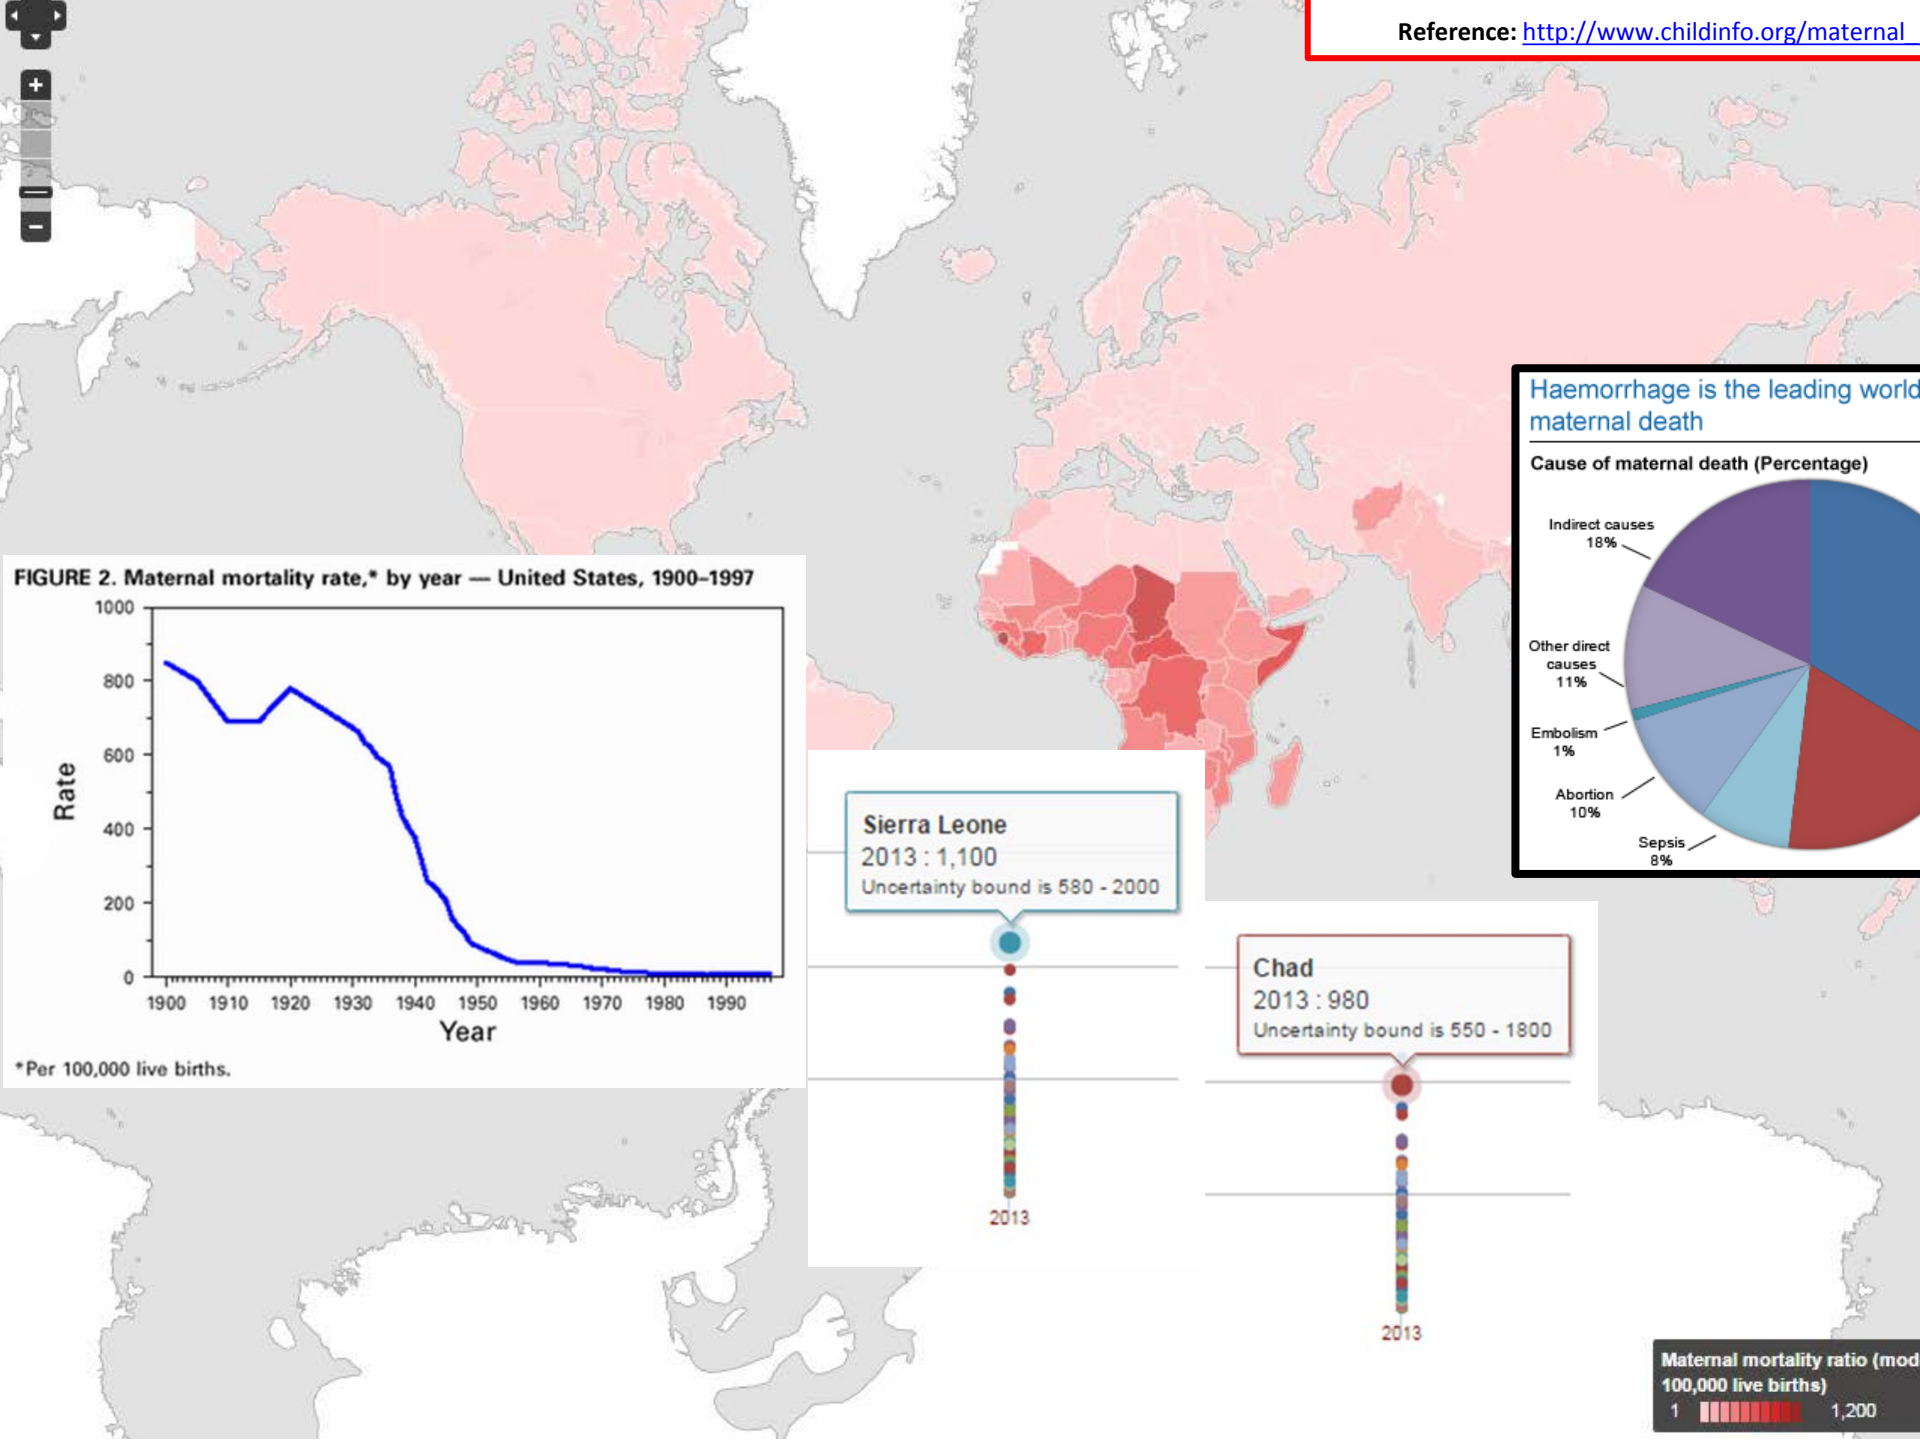 Reference: http://www.childinfo.org/maternal_
Haemorrhage is the leading world
maternal death
Cause of maternal death (Percentage)
Indirect causes
18%
Other direct
causes
11%
Embolism
1%
Abortion
10%
Sepsis
8%
FIGURE 2. Maternal mortality rate,* by year — United States, 1900–1997
1000
800
600
400
200
0
Rate
1900 1910 1920 1930 1940 1950 1960 1970 1980 1990
Year
*Per 100,000 live births.
Sierra Leone
2013 : 1,100
Uncertainty bound is 580 - 2000
2013
Chad
2013 : 980
Uncertainty bound is 550 - 1800
2013
Maternal mortality ratio (mod
100,000 live births)
1 1,200